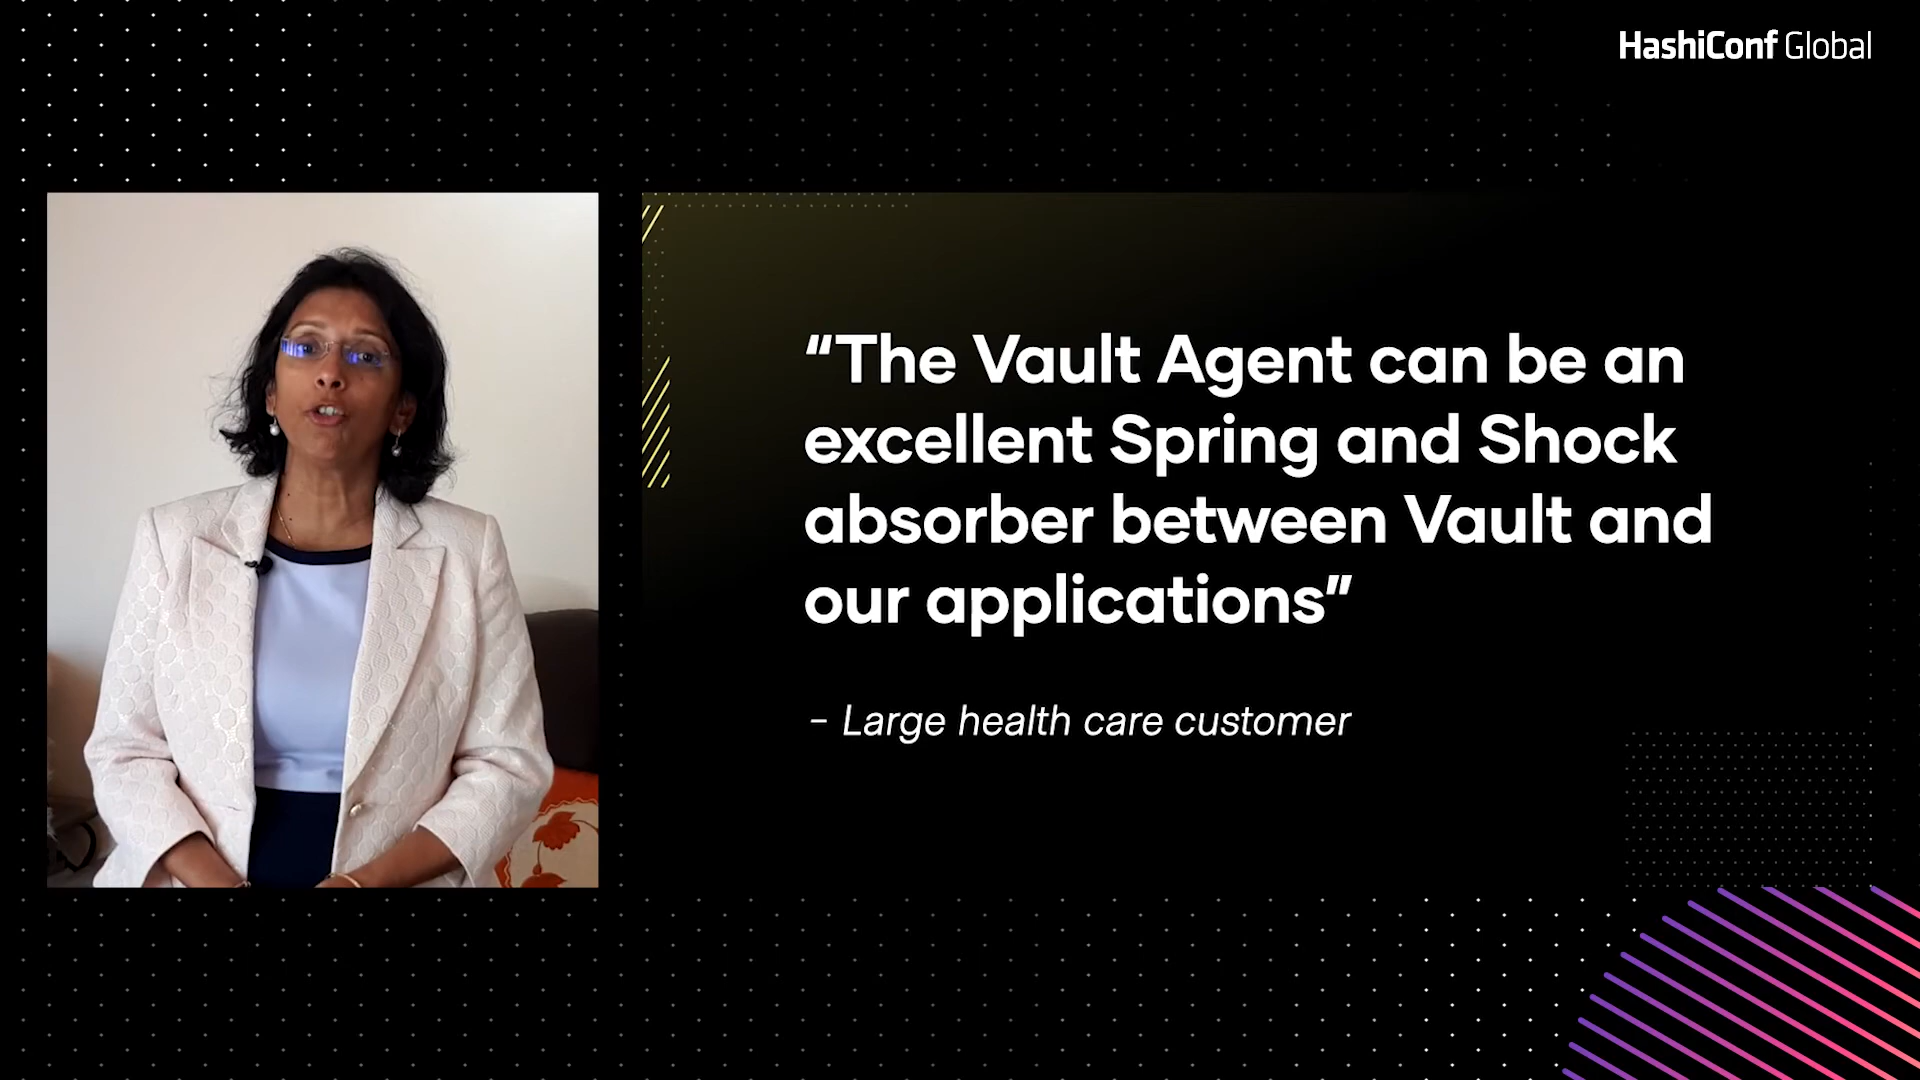 HashiConf Global
“The Vault Agent can be an
excellent Spring and Shock
absorber between Vault and
our applications”
– Large health care customer